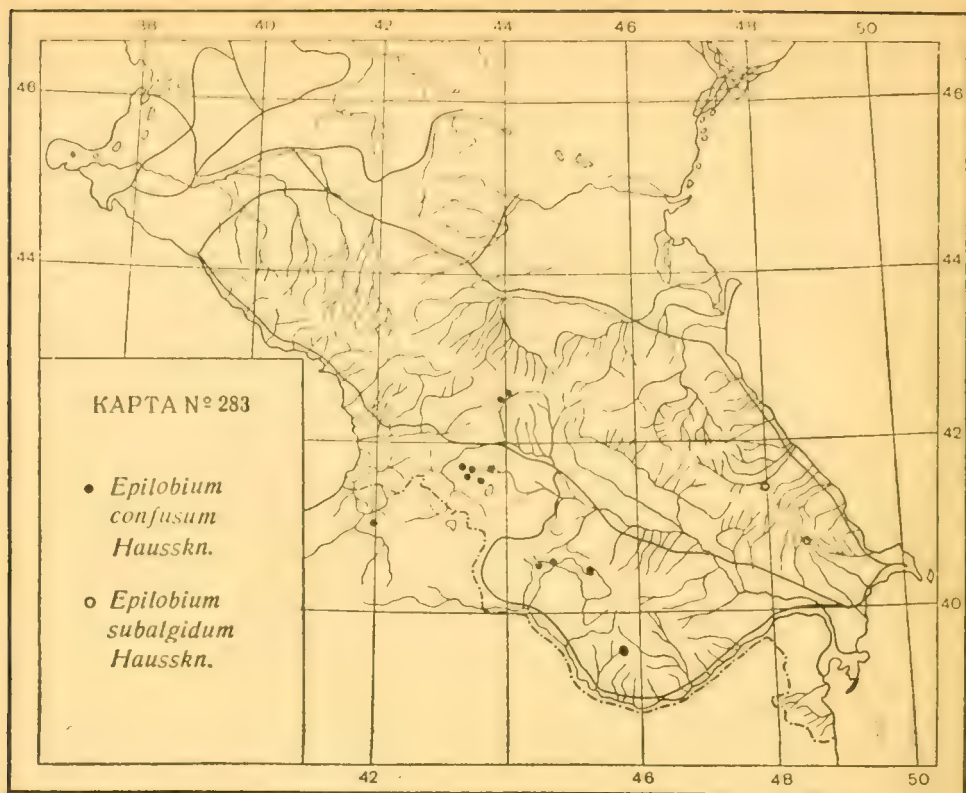 38 40 42 44 46 48 50
46 46
44 44
КАРТА № 283
42
● Epilobium
confusum
Hausskn.
42
○ Epilobium
subalgidum
Hausskn.
40
42 44 46 48 50